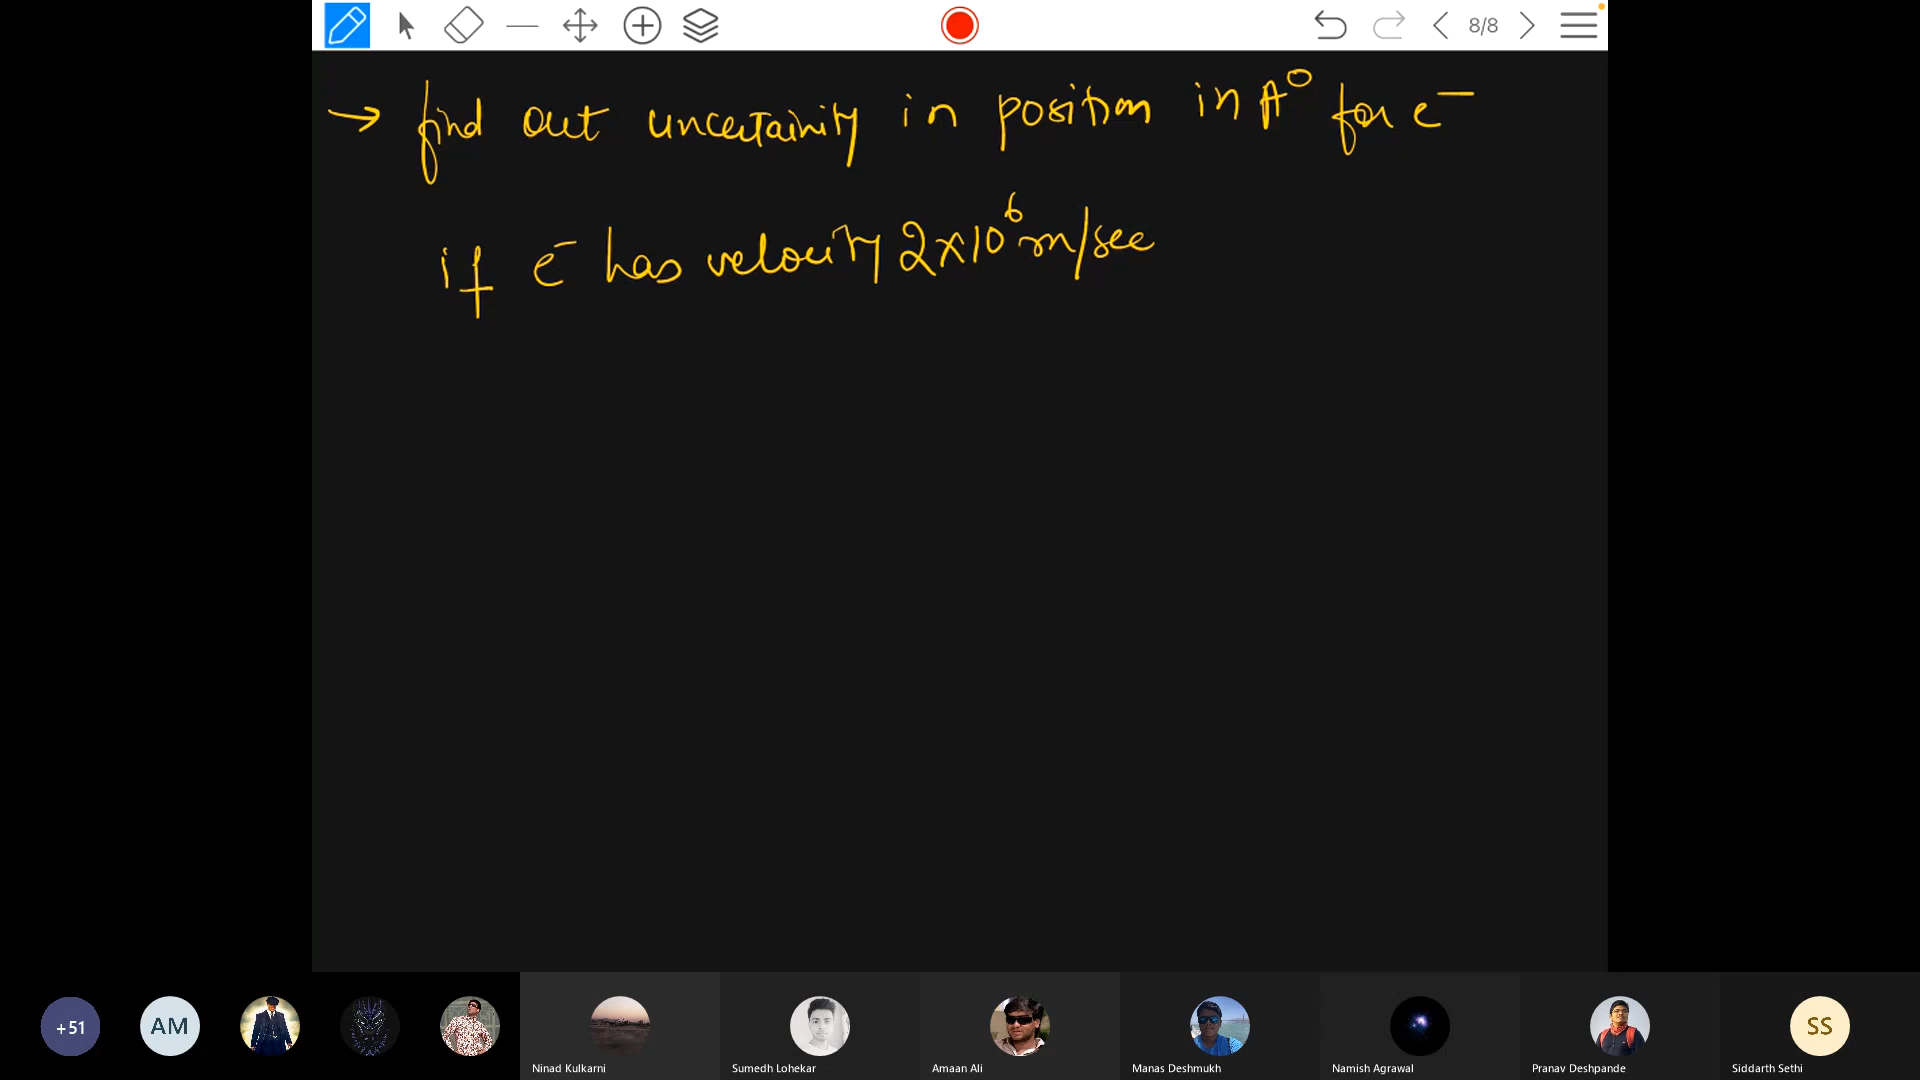 8/8
→ find out uncertainity in position in A⁰ for e⁻
if e⁻ has velocity 2×10⁶ m/sec
+51
AM
SS
Ninad Kulkarni
Sumedh Lohekar
Amaan Ali
Manas Deshmukh
Namish Agrawal
Pranav Deshpande
Siddarth Sethi